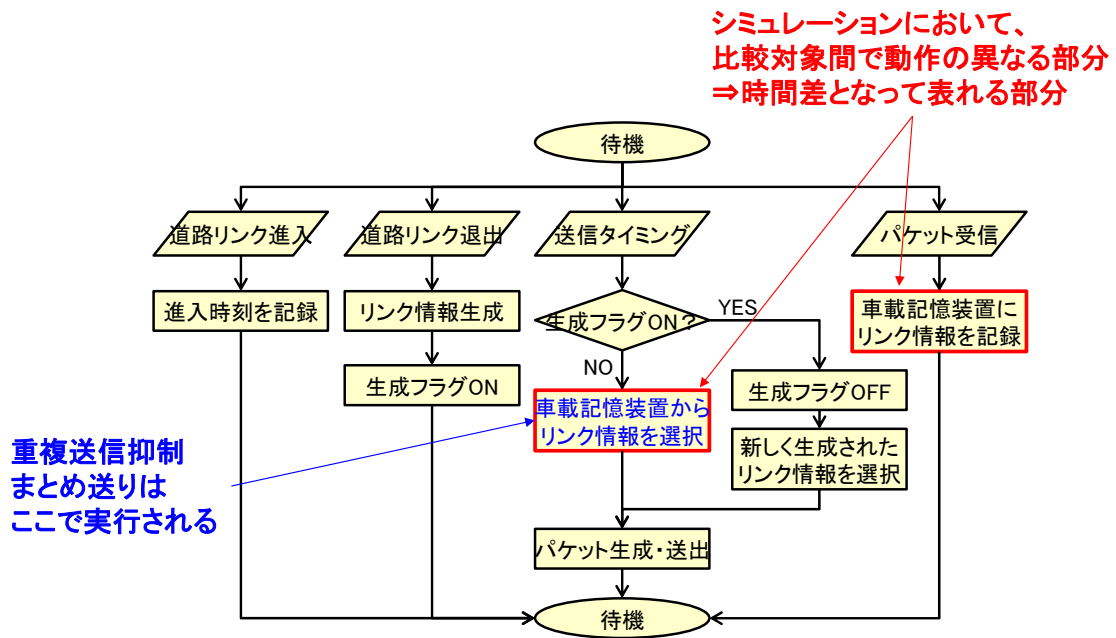 シミュレーションにおいて、
比較対象間で動作の異なる部分
⇒時間差となって表れる部分
待機
道路リンク進入
道路リンク退出
送信タイミング
パケット受信
進入時刻を記録
リンク情報生成
生成フラグON？
YES
車載記憶装置に
リンク情報を記録
NO
生成フラグON
生成フラグOFF
車載記憶装置から
リンク情報を選択
新しく生成された
リンク情報を選択
重複送信抑制
まとめ送りは
ここで実行される
パケット生成・送出
待機